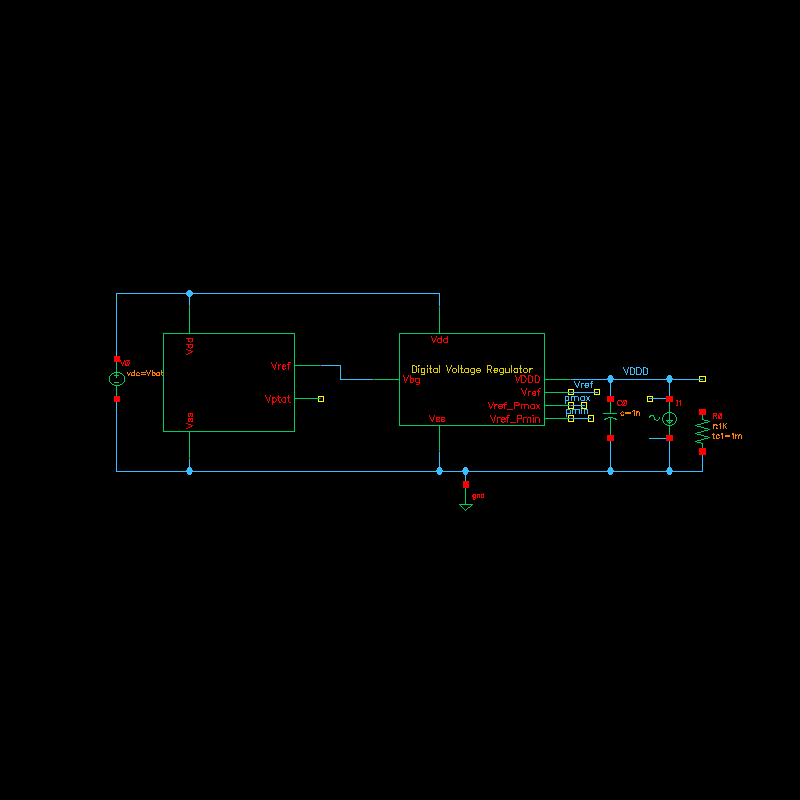 V0
vdc=Vbat
Vdd
Vref
Vptat
Vss
Vdd
Digital Voltage Regulator
Vbg
VDDD
Vref
Vref_Pmax
Vref_Pmin
Vss
gnd
VDDD
Vref
pmax
pmin
C0
c=1n
I1
R0
r:1K
tc1=1m